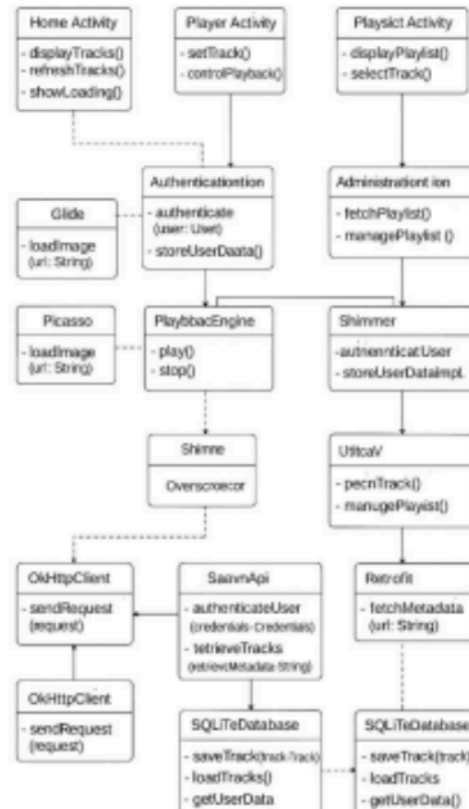 Home Activity
- displayTracks()
- refreshTracks()
- showLoading()
Player Activity
- setTrack()
- controlPlayback()
Playsict Activity
- displayPlaylist()
- selectTrack()
Authenticationtion
- authenticate
(user: Uset)
- storeUserDaata()
Administrationt ion
- fetchPlaylist()
- managePlaylist ()
Glide
- loadImage
(url: String)
Picasso
- loadImage
(url: String)
PlaybbacEngine
- play()
- stop()
Shimmer
-autnennticatUser
- storeUserDataimpl.
Shimne
Overscroecor
UtitcaV
- pecnTrack()
- manugePlayist()
OkHttpClient
- sendRequest
(request)
SaavnApi
- authenticateUser
(credentials-Credentials)
- tetrieveTracks
(retrieveMetadata-String)
Retrofit
- fetchMetadata
(url: String)
OkHttpClient
- sendRequest
(request)
SQLiTeDatabase
- saveTrack(track-Track)
- loadTracks()
- getUserData
SQLiTeDatabase
- saveTrack(track)
- loadTracks
- getUserData()